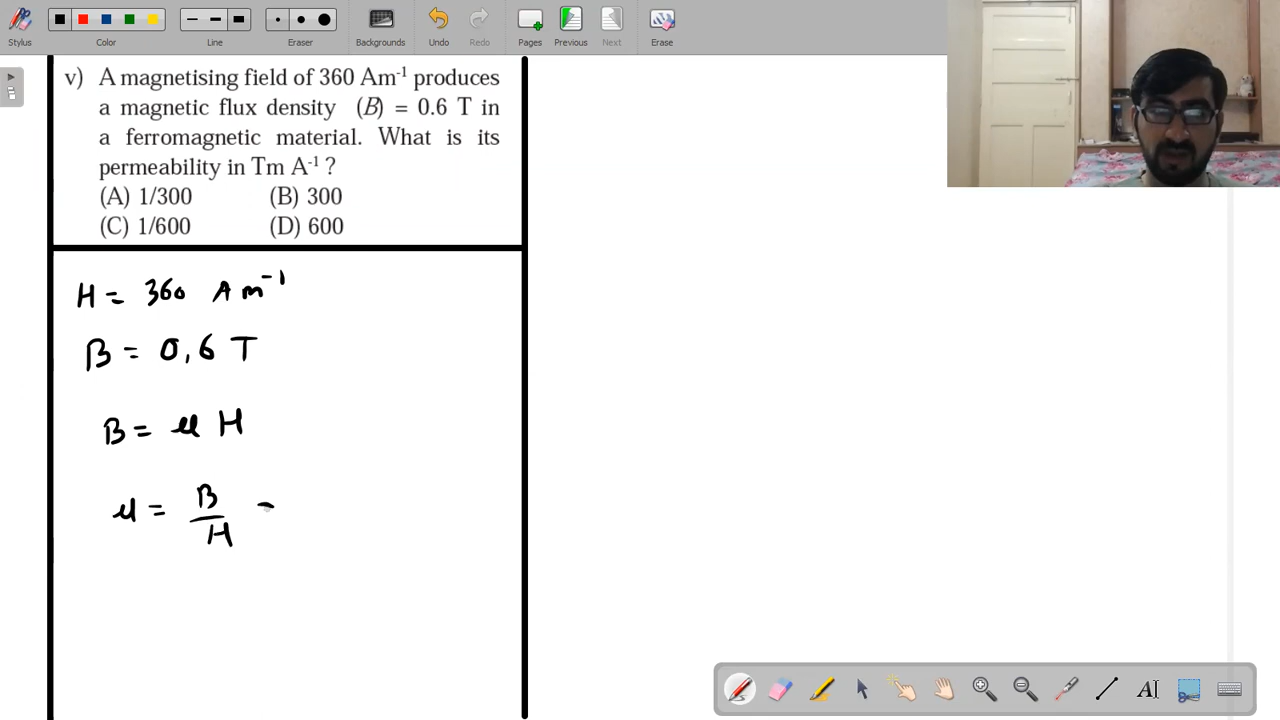 Stylus Color Line Eraser Backgrounds Undo Redo Pages Previous Next Erase
v) A magnetising field of 360 Am⁻¹ produces
a magnetic flux density (B) = 0.6 T in
a ferromagnetic material. What is its
permeability in Tm A⁻¹ ?
(A) 1/300 (B) 300
(C) 1/600 (D) 600
H = 360 A m⁻¹
B = 0.6 T
B = μ H
μ = B/H =